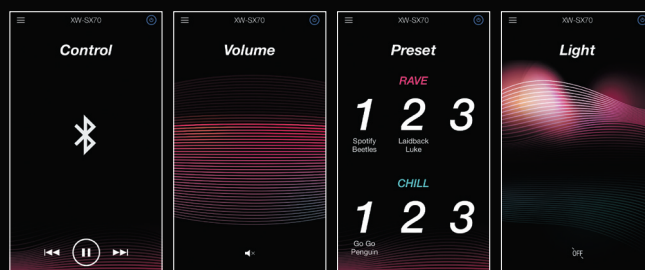 XW-SX70
Control
XW-SX70
Volume
XW-SX70
Preset
RAVE
1 2 3
Spotify
Beetles
Laidback
Luke
CHILL
1 2 3
Go Go
Penguin
XW-SX70
Light
OFF